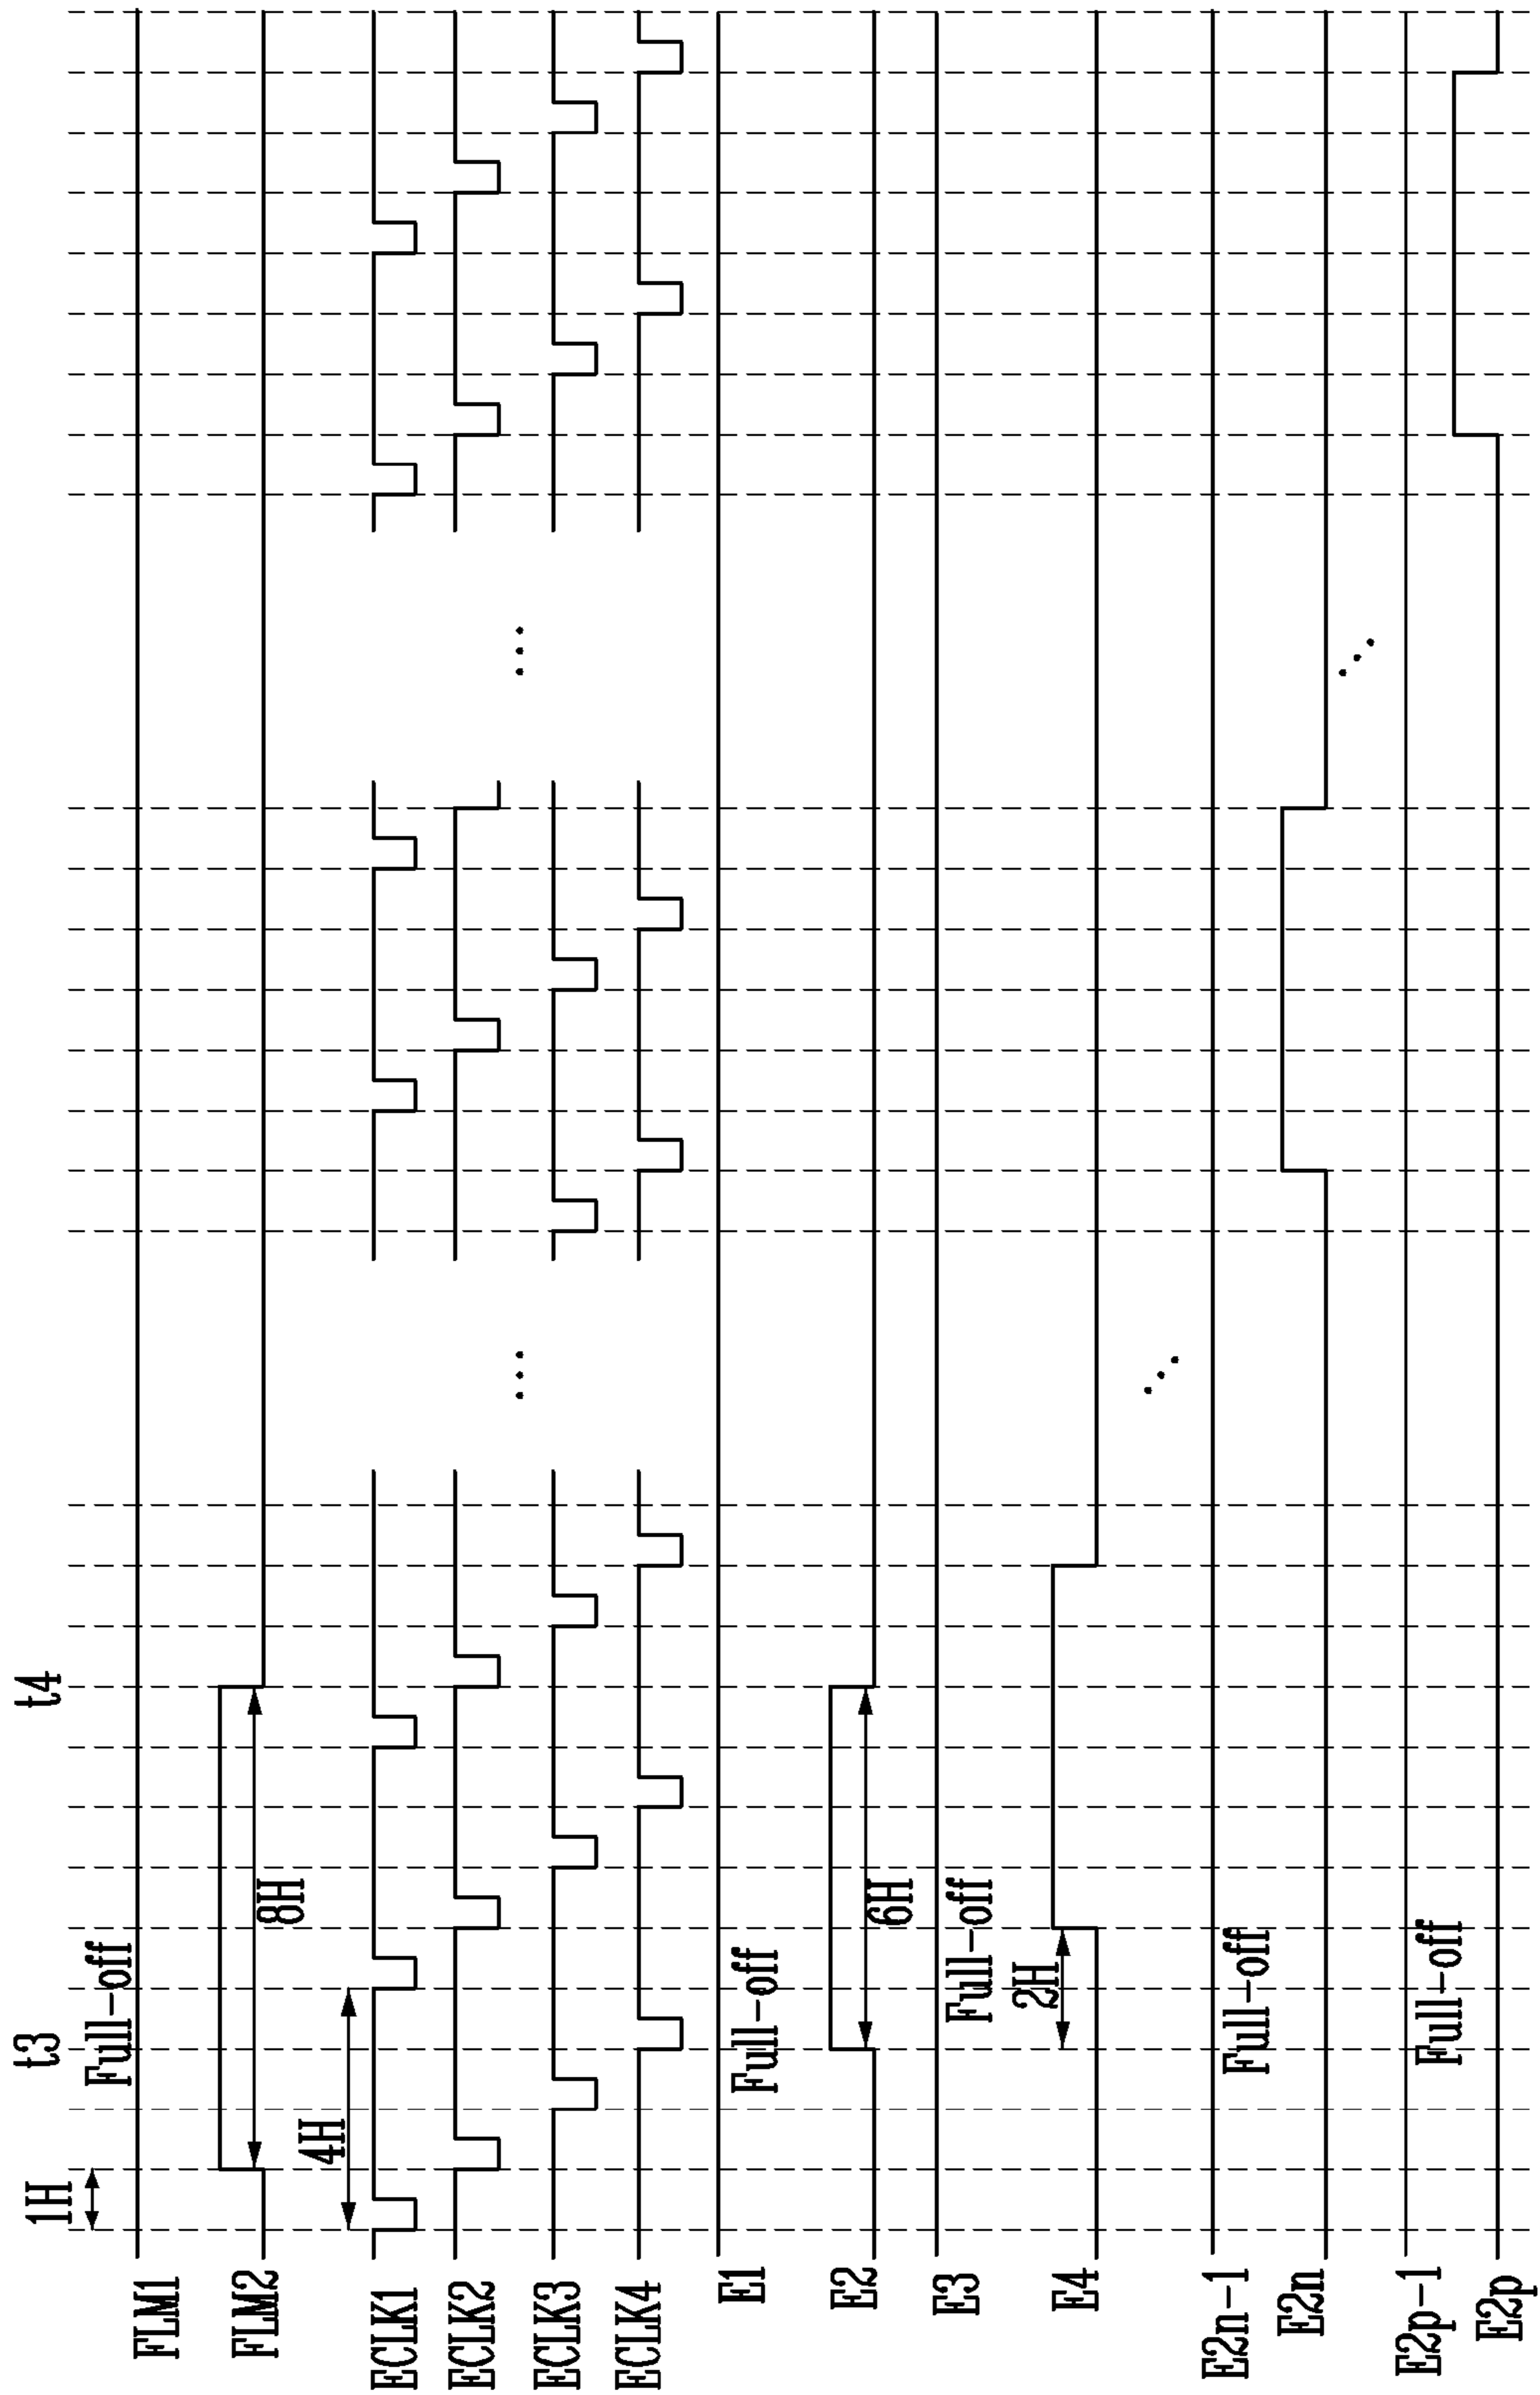 t3
t4
1H
Full-off
FLM1
FLM2
8H
4H
ECLK1
ECLK2
ECLK3
ECLK4
E1
Full-off
E2
6H
E3
Full-off
2H
E4
E2n-1
Full-off
E2n
E2p-1
Full-off
E2p